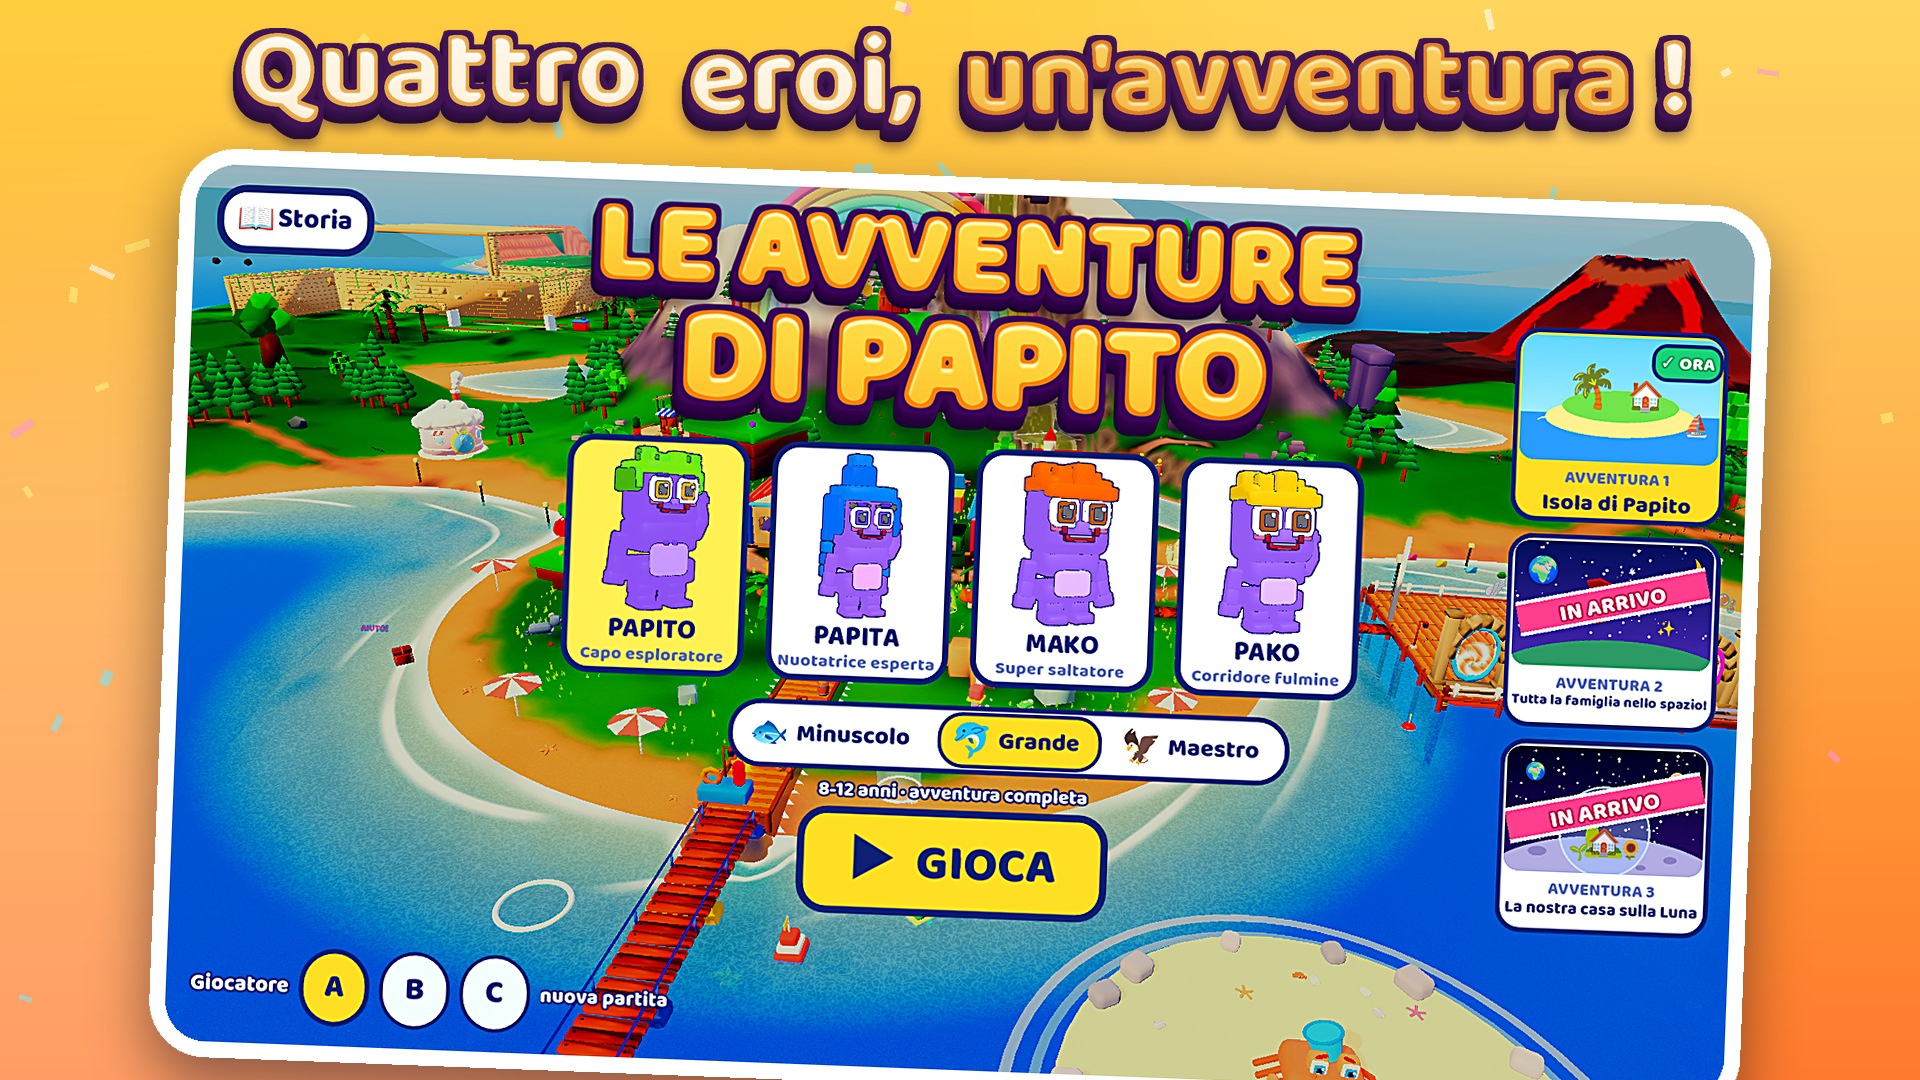 Quattro eroi, un'avventura !
Storia
LE AVVENTURE
DI PAPITO
✓ ORA
AVVENTURA 1
Isola di Papito
PAPITO
Capo esploratore
PAPITA
Nuotatrice esperta
MAKO
Super saltatore
PAKO
Corridore fulmine
AIUTO!
IN ARRIVO
AVVENTURA 2
Tutta la famiglia nello spazio!
Minuscolo
Grande
Maestro
8-12 anni · avventura completa
GIOCA
IN ARRIVO
AVVENTURA 3
La nostra casa sulla Luna
Giocatore
A
B
C
nuova partita